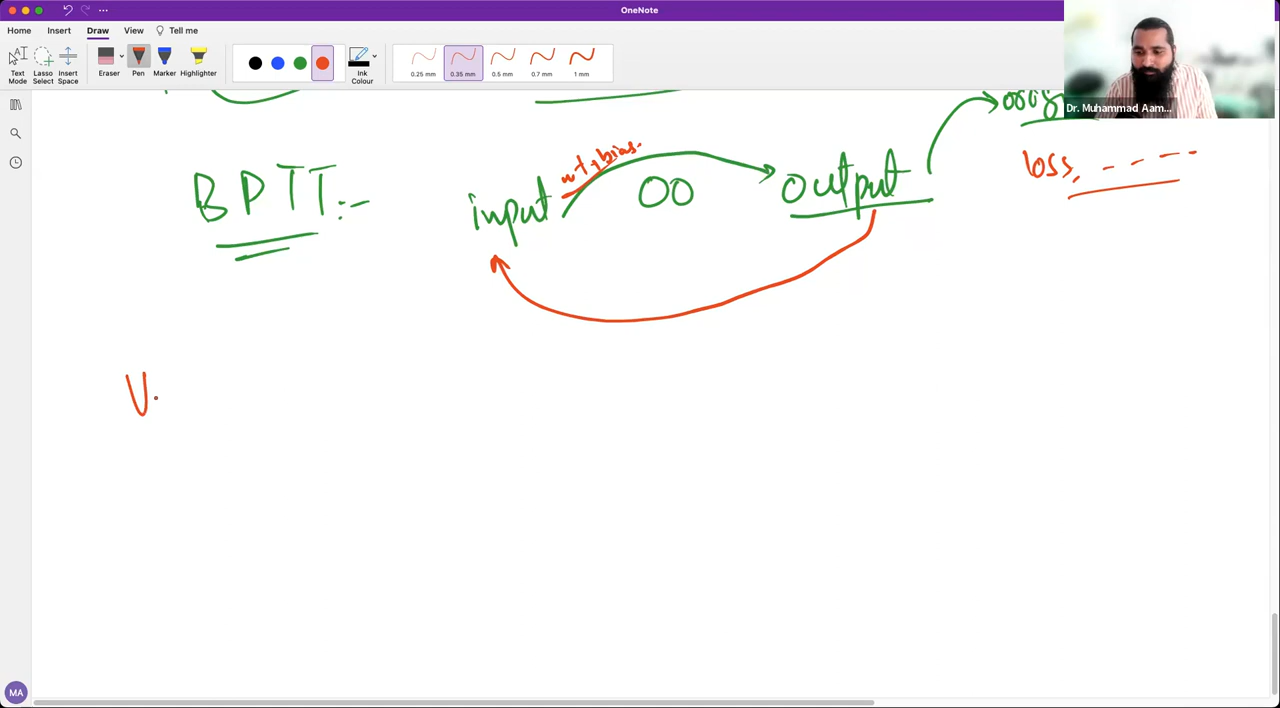 OneNote
Home Insert Draw View Tell me
Text Mode Lasso Select Insert Space Eraser Pen Marker Highlighter Ink Colour 0.25 mm 0.35 mm 0.5 mm 0.7 mm 1 mm
Dr. Muhammad Aam...
BPTT :- input wt, bias. OO output
loss, - - - -
V.
MA